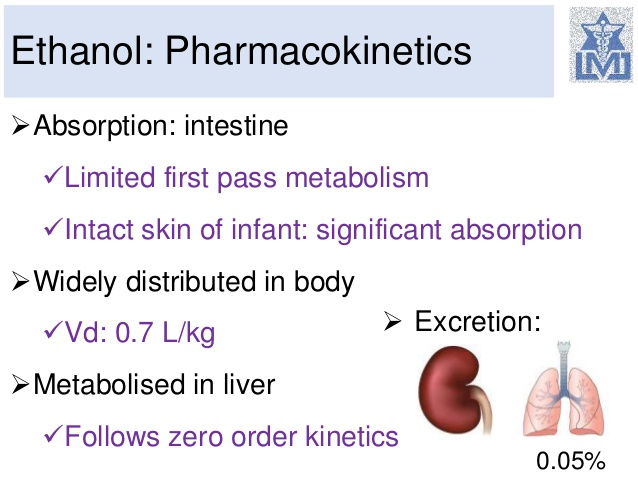 Ethanol: Pharmacokinetics
LMJ
➢Absorption: intestine
✓Limited first pass metabolism
✓Intact skin of infant: significant absorption
➢Widely distributed in body
✓Vd: 0.7 L/kg
➢Excretion:
➢Metabolised in liver
✓Follows zero order kinetics
0.05%